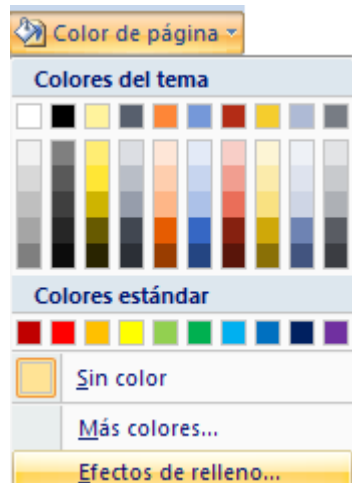 Color de página
Colores del tema
Colores estándar
Sin color
Más colores...
Efectos de relleno...